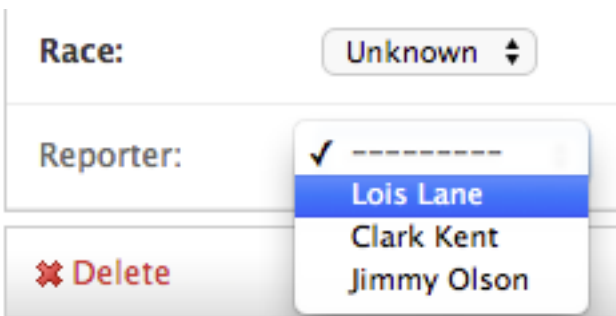 Race: Unknown
Reporter: ✓ ---------
Lois Lane
Clark Kent
Delete
Jimmy Olson